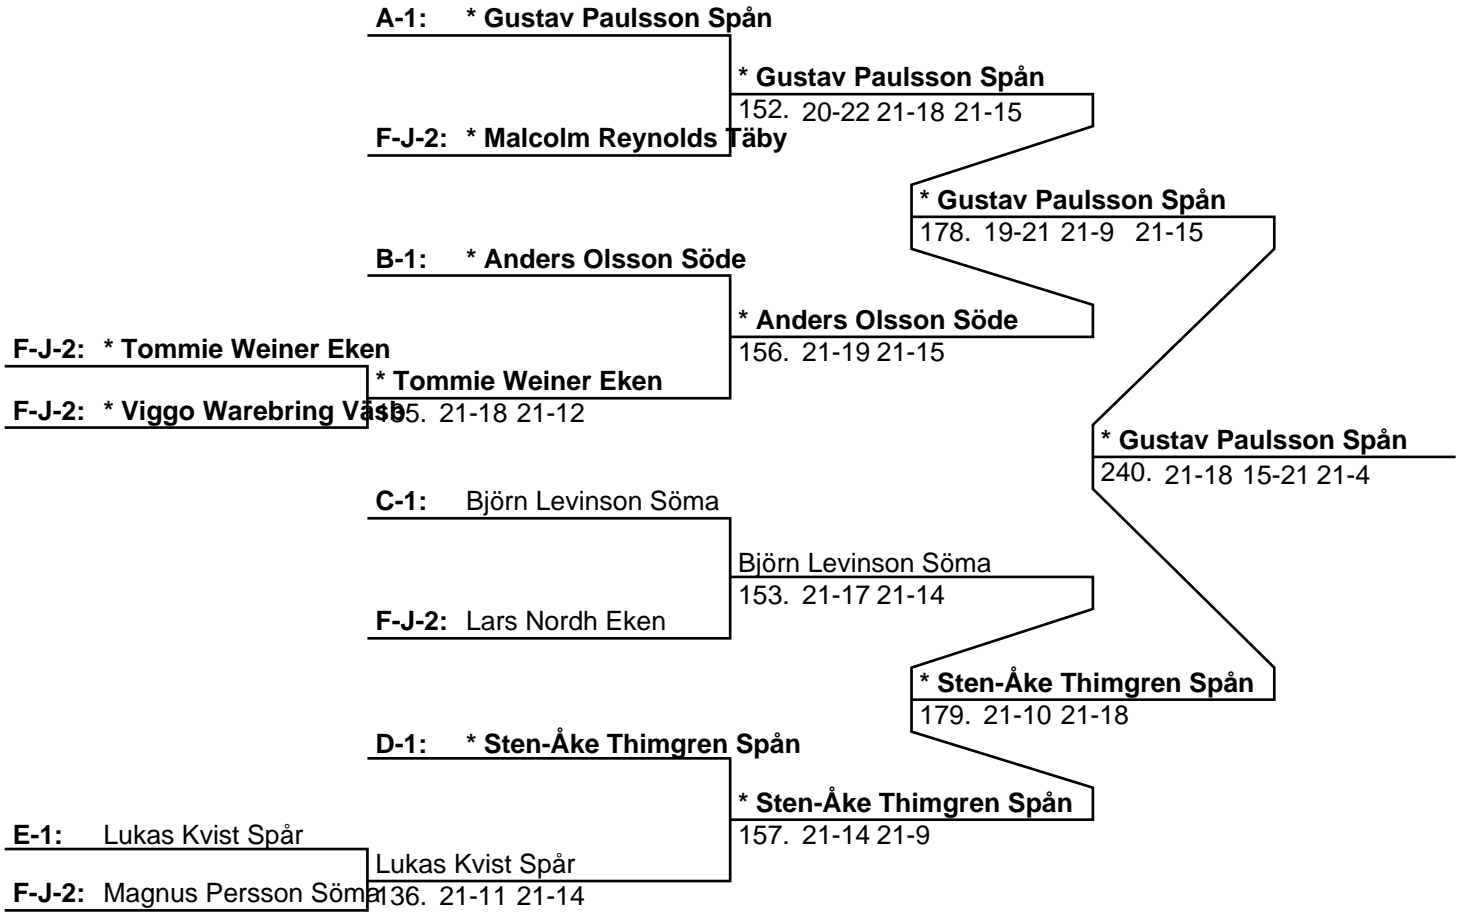 A-1: * Gustav Paulsson Spån
* Gustav Paulsson Spån
152. 20-22 21-18 21-15
F-J-2: * Malcolm Reynolds Täby
* Gustav Paulsson Spån
178. 19-21 21-9 21-15
B-1: * Anders Olsson Söde
* Anders Olsson Söde
156. 21-19 21-15
F-J-2: * Tommie Weiner Eken
* Tommie Weiner Eken
F-J-2: * Viggo Warebring Väsb
135. 21-18 21-12
* Gustav Paulsson Spån
240. 21-18 15-21 21-4
C-1: Björn Levinson Söma
Björn Levinson Söma
153. 21-17 21-14
F-J-2: Lars Nordh Eken
* Sten-Åke Thimgren Spån
179. 21-10 21-18
D-1: * Sten-Åke Thimgren Spån
* Sten-Åke Thimgren Spån
157. 21-14 21-9
E-1: Lukas Kvist Spår
Lukas Kvist Spår
F-J-2: Magnus Persson Söma
136. 21-11 21-14